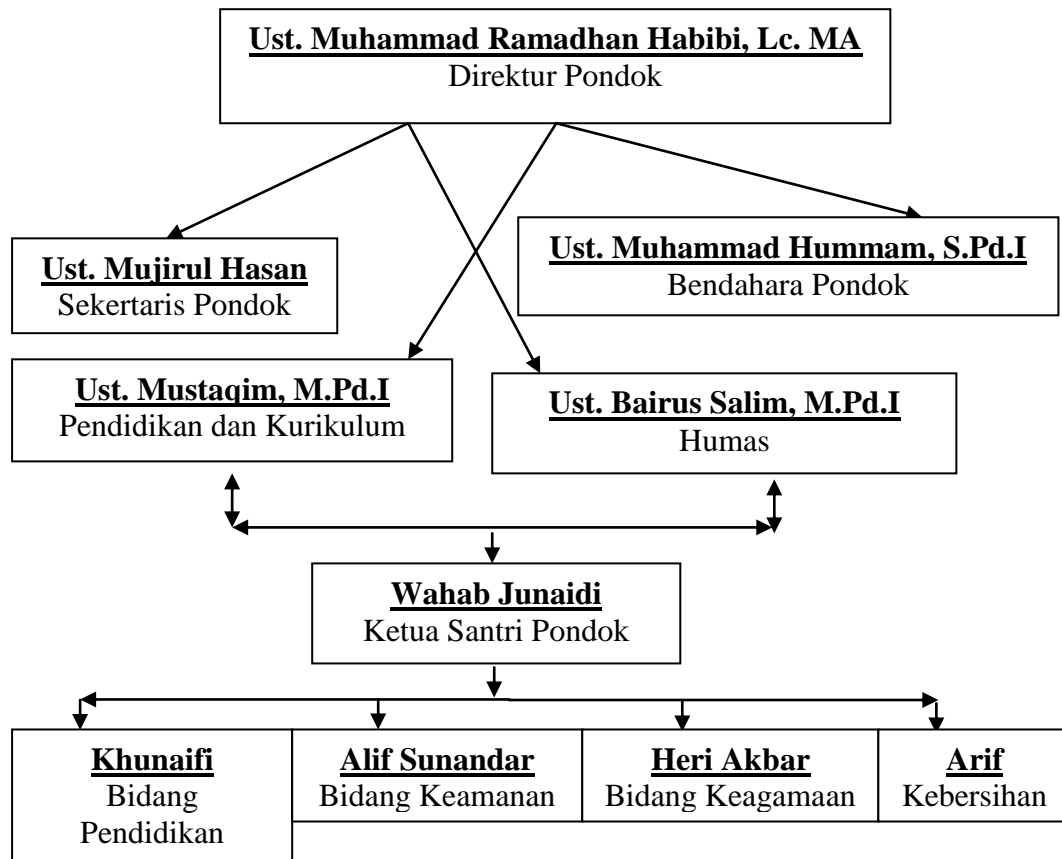 Ust. Muhammad Ramadhan Habibi, Lc. MA
Direktur Pondok
Ust. Mujirul Hasan
Sekertaris Pondok
Ust. Muhammad Hummam, S.Pd.I
Bendahara Pondok
Ust. Mustaqim, M.Pd.I
Pendidikan dan Kurikulum
Ust. Bairus Salim, M.Pd.I
Humas
Wahab Junaidi
Ketua Santri Pondok
Khunaifi
Bidang
Pendidikan
Alif Sunandar
Bidang Keamanan
Heri Akbar
Bidang Keagamaan
Arif
Kebersihan